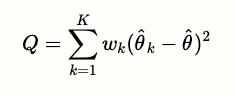 Q = \sum_{k=1}^{K} w_k(\hat{\theta}_k - \hat{\theta})^2